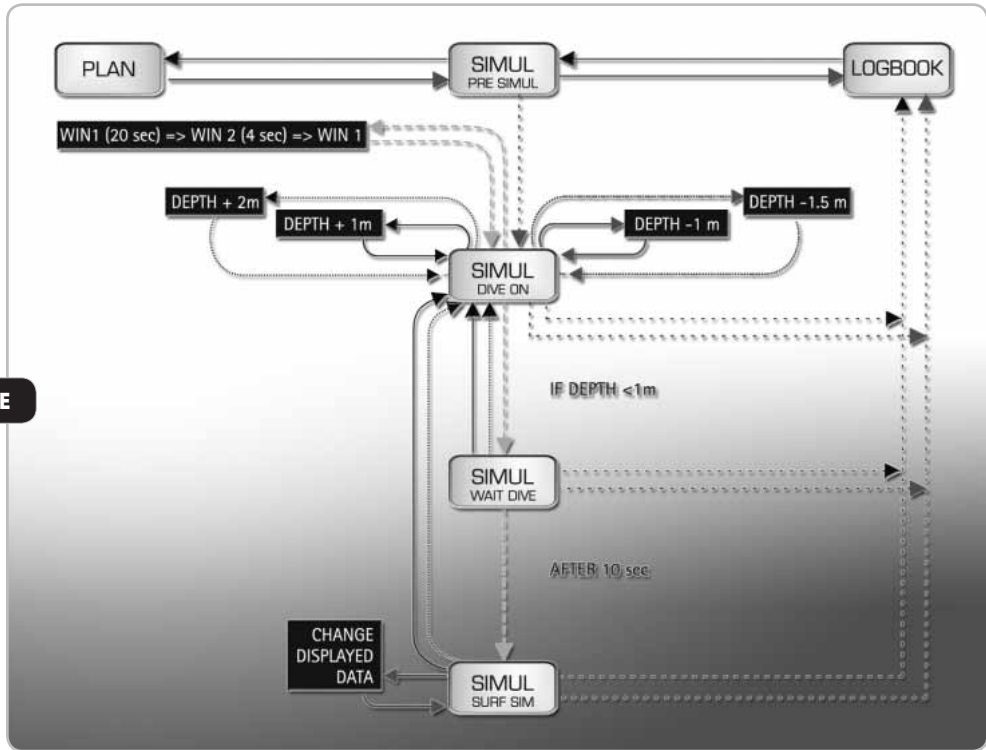 PLAN
SIMUL
PRE SIMUL
LOGBOOK
WIN1 (20 sec) => WIN 2 (4 sec) => WIN 1
DEPTH + 2m
DEPTH -1.5 m
DEPTH + 1m
DEPTH -1 m
SIMUL
DIVE ON
IF DEPTH <1m
E
SIMUL
WAIT DIVE
AFTER 10 sec
CHANGE
DISPLAYED
DATA
SIMUL
SURF SIM